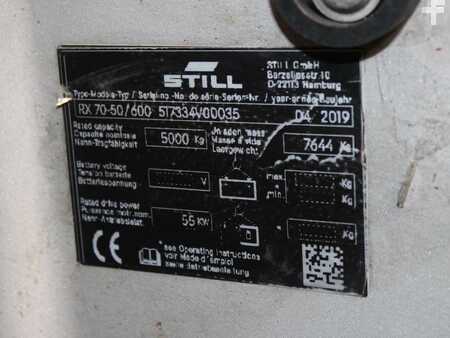 STILL
STILL GmbH
Berzeliusstr.10
D-22113 Hamburg
Type-Modèle-Typ / Serial no.-No de série-Serien-Nr. / year-année-Baujahr
RX 70-50/600 517334V00035 04 2019
Rated capacity
Capacité nominale
Nenn-Tragfähigkeit
5000 Kg
Unladen mass
Masse à vide
Leergewicht
7644 Kg
Battery voltage
Tension batterie
Batteriespannung
V
max. Kg
min. Kg
Rated drive power
Puissance motr.nom.
Nenn-Antriebsleist.
55 kW
Kg
CE
see Operating Instructions
voir Mode d'emploi
siehe Betriebsanleitung